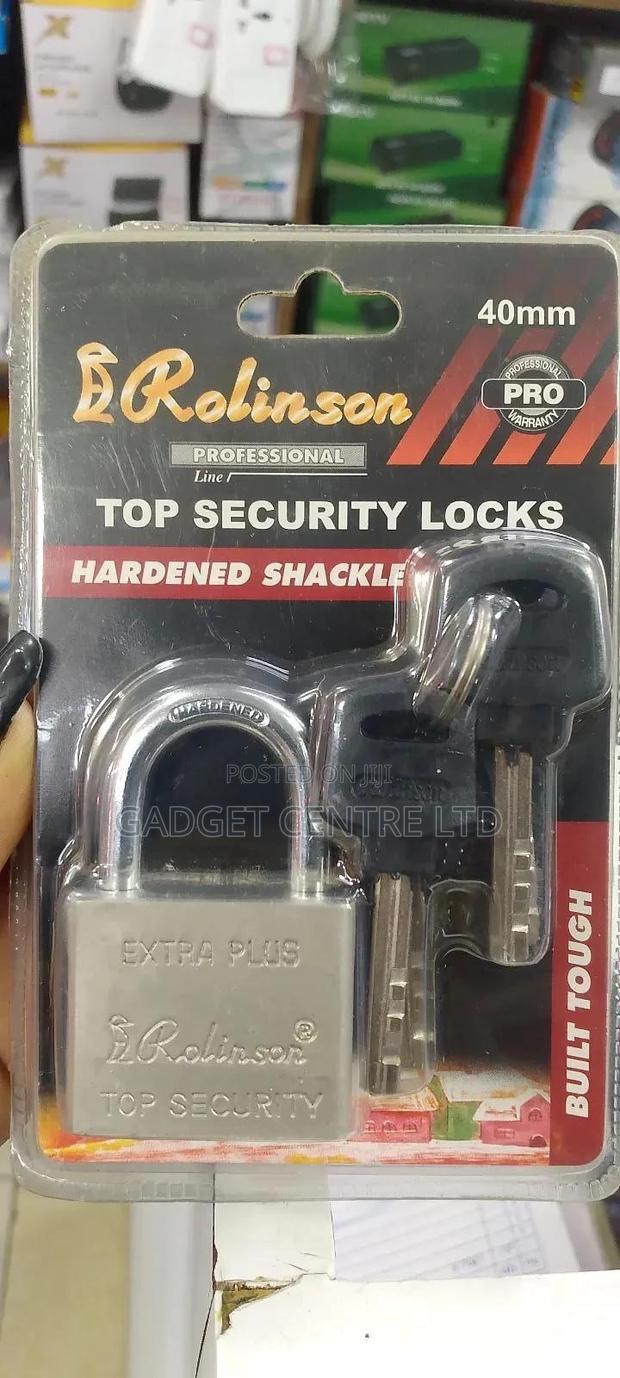 40mm
Rolinson
PROFESSIONAL
PRO
WARRANTY
PROFESSIONAL
Line
TOP SECURITY LOCKS
HARDENED SHACKLE
HARDENED
POSTED ON JIJI
GADGET CENTRE LTD
EXTRA PLUS
Rolinson®
TOP SECURITY
BUILT TOUGH